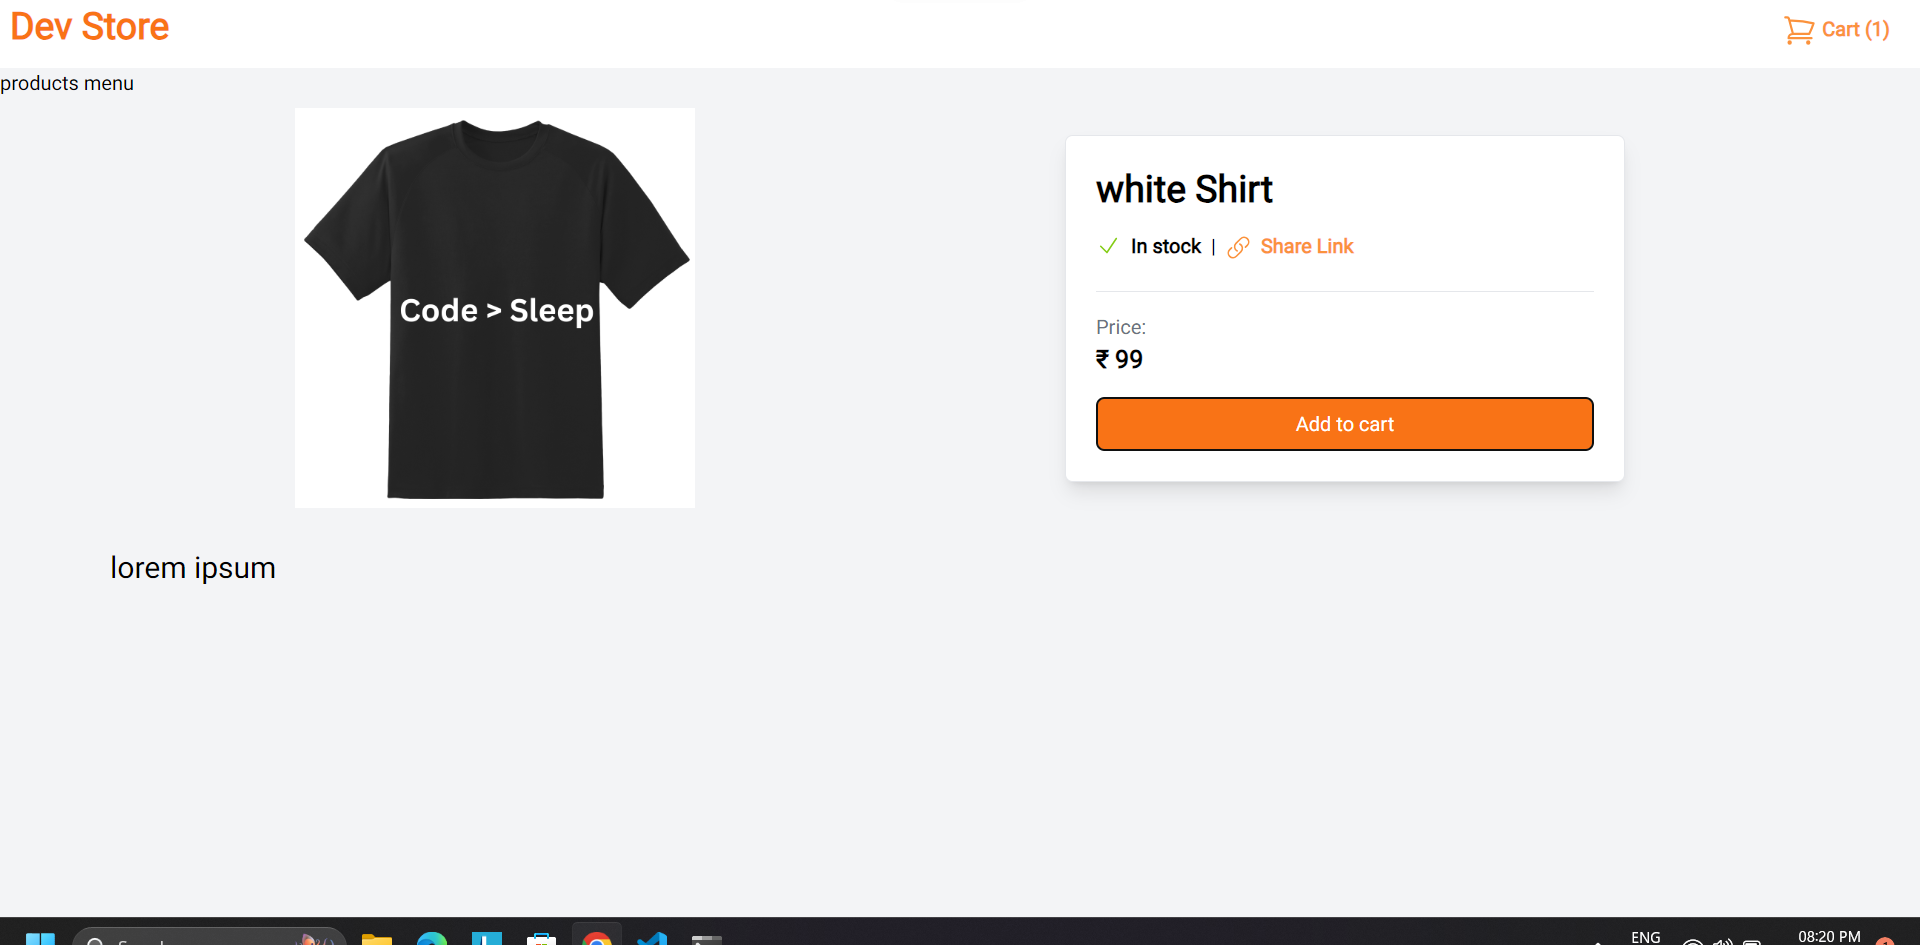 Dev Store
Cart (1)
products menu
Code > Sleep
white Shirt
In stock | Share Link
Price:
₹ 99
Add to cart
lorem ipsum
ENG
08:20 PM